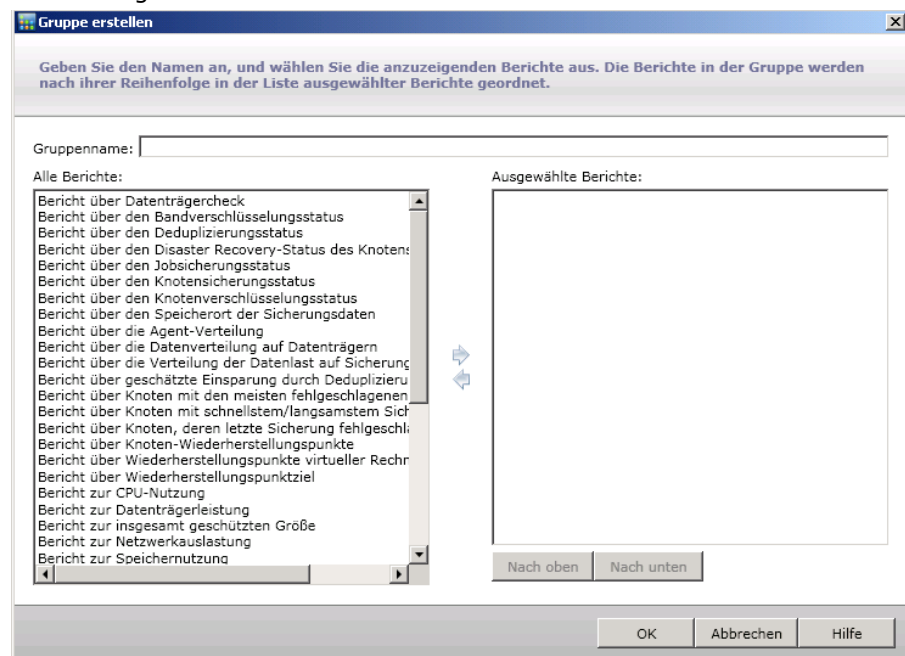 Gruppe erstellen
Geben Sie den Namen an, und wählen Sie die anzuzeigenden Berichte aus. Die Berichte in der Gruppe werden
nach ihrer Reihenfolge in der Liste ausgewählter Berichte geordnet.
Gruppenname:
Alle Berichte:
Bericht über Datenträgercheck
Bericht über den Bandverschlüsselungsstatus
Bericht über den Deduplizierungsstatus
Bericht über den Disaster Recovery-Status des Knotens
Bericht über den Jobsicherungsstatus
Bericht über den Knotensicherungsstatus
Bericht über den Knotenverschlüsselungsstatus
Bericht über den Speicherort der Sicherungsdaten
Bericht über die Agent-Verteilung
Bericht über die Datenverteilung auf Datenträgern
Bericht über die Verteilung der Datenlast auf Sicherung
Bericht über geschätzte Einsparung durch Deduplizieru
Bericht über Knoten mit den meisten fehlgeschlagenen
Bericht über Knoten mit schnellstem/langsamstem Sich
Bericht über Knoten, deren letzte Sicherung fehlgeschla
Bericht über Knoten-Wiederherstellungspunkte
Bericht über Wiederherstellungspunkte virtueller Rechn
Bericht über Wiederherstellungspunktziel
Bericht zur CPU-Nutzung
Bericht zur Datenträgerleistung
Bericht zur insgesamt geschützten Größe
Bericht zur Netzwerkauslastung
Bericht zur Speichernutzung
Ausgewählte Berichte:
Nach oben
Nach unten
OK
Abbrechen
Hilfe